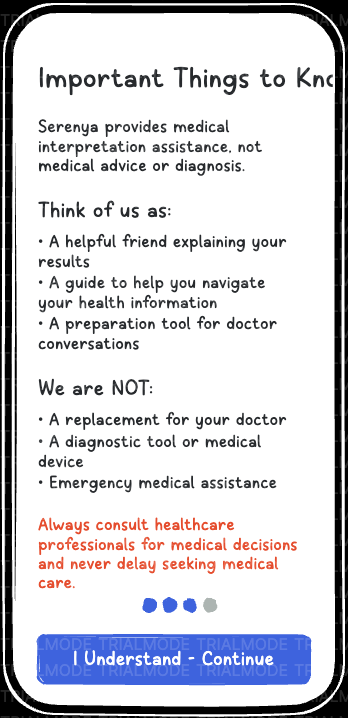 Important Things to Kno
Serenya provides medical
interpretation assistance, not
medical advice or diagnosis.
Think of us as:
• A helpful friend explaining your
results
• A guide to help you navigate
your health information
• A preparation tool for doctor
conversations
We are NOT:
• A replacement for your doctor
• A diagnostic tool or medical
device
• Emergency medical assistance
Always consult healthcare
professionals for medical decisions
and never delay seeking medical
care.
I Understand - Continue
TRIALMODE TRIALMODE